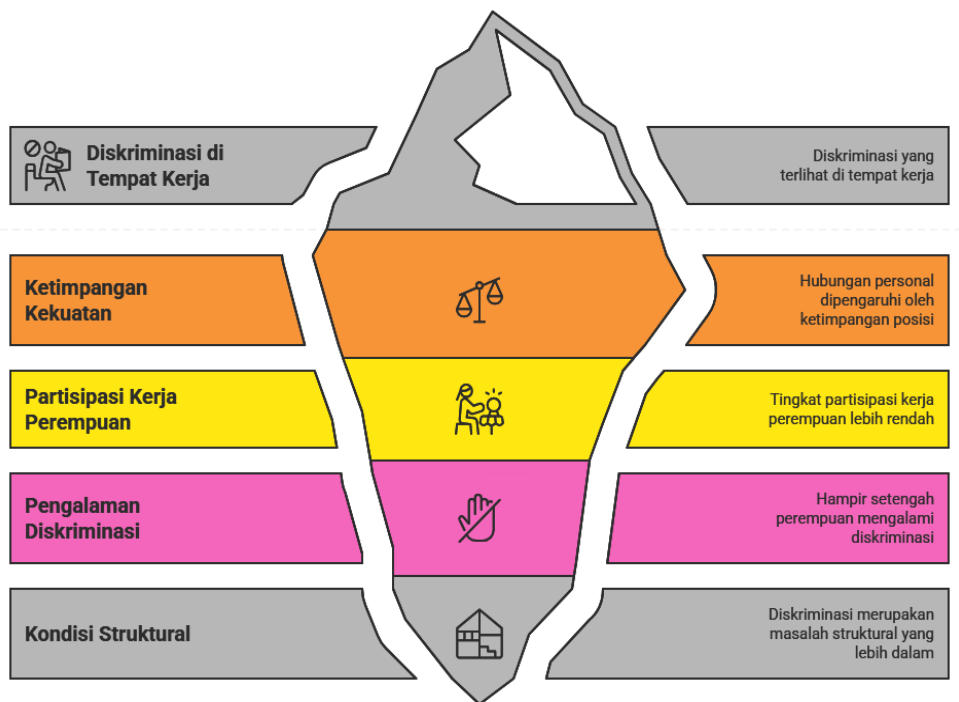 Diskriminasi di
Tempat Kerja
Diskriminasi yang
terlihat di tempat kerja
Ketimpangan
Kekuatan
Hubungan personal
dipengaruhi oleh
ketimpangan posisi
Partisipasi Kerja
Perempuan
Tingkat partisipasi kerja
perempuan lebih rendah
Pengalaman
Diskriminasi
Hampir setengah
perempuan mengalami
diskriminasi
Kondisi Struktural
Diskriminasi merupakan
masalah struktural yang
lebih dalam